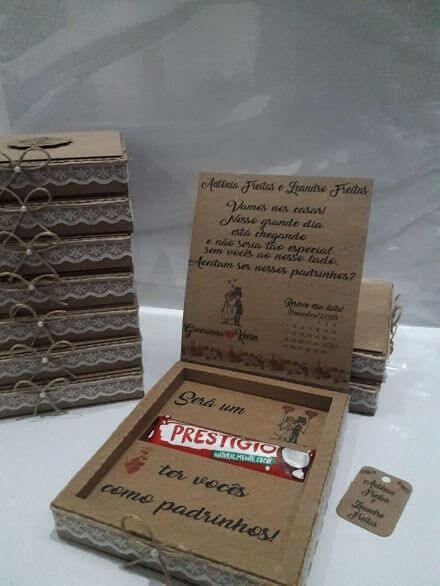 Antônia Freitas e Leandro Freitas
Vamos nos casar!
Nosso grande dia
está chegando
e não seria tão especial
sem vocês ao nosso lado.
Aceitam ser nossos padrinhos?
Reserve essa data!
Giovanna Kevin
Será um
PRESTÍGIO
NATURALMENTE COCO!
ter vocês
como padrinhos!
Antônia
Freitas
e
Leandro
Freitas